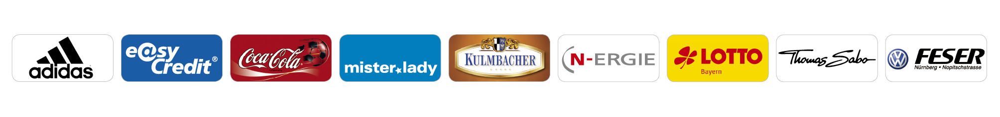 adidas
e@sy
Credit®
Coca-Cola
mister★lady
KULMBACHER
N-ERGIE
LOTTO
Bayern
Thomas Sabo
FESER
Nürnberg • Nopitschstrasse